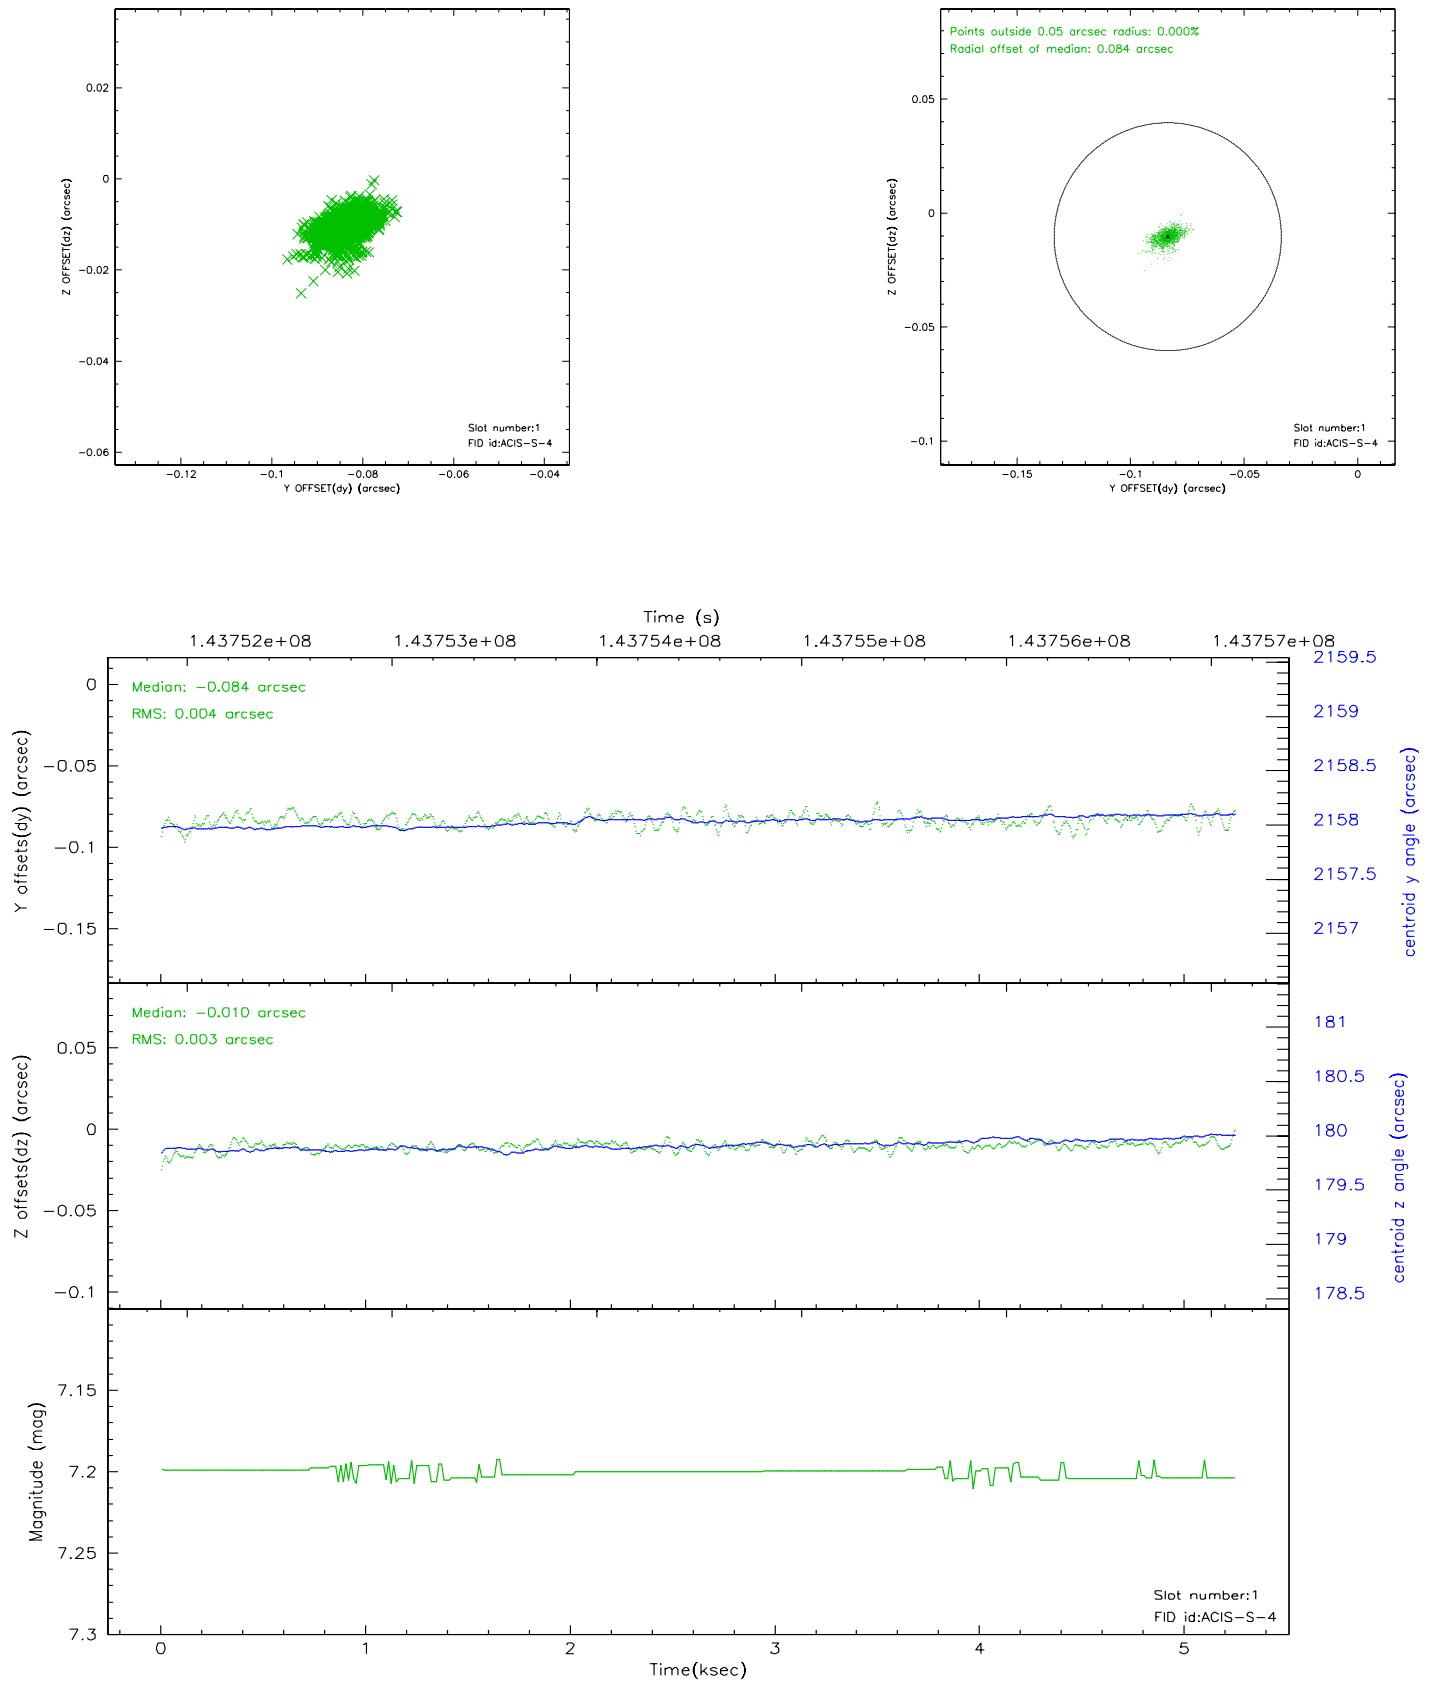 0.02
0
-0.02
-0.04
-0.06
Z OFFSET(dz) (arcsec)
Slot number:1
FID id:ACIS-S-4
-0.12 -0.1 -0.08 -0.06 -0.04
Y OFFSET(dy) (arcsec)
Points outside 0.05 arcsec radius: 0.000%
Radial offset of median: 0.084 arcsec
0.05
0
-0.05
-0.1
Z OFFSET(dz) (arcsec)
Slot number:1
FID id:ACIS-S-4
-0.15 -0.1 -0.05 0
Y OFFSET(dy) (arcsec)
Time (s)
1.43752e+08 1.43753e+08 1.43754e+08 1.43755e+08 1.43756e+08 1.43757e+08
Median: -0.084 arcsec
RMS: 0.004 arcsec
0
-0.05
-0.1
-0.15
Y offsets(dy) (arcsec)
2159.5
2159
2158.5
2158
2157.5
2157
centroid y angle (arcsec)
Median: -0.010 arcsec
RMS: 0.003 arcsec
0.05
0
-0.05
-0.1
Z offsets(dz) (arcsec)
181
180.5
180
179.5
179
178.5
centroid z angle (arcsec)
7.15
7.2
7.25
7.3
Magnitude (mag)
Slot number:1
FID id:ACIS-S-4
0 1 2 3 4 5
Time(ksec)